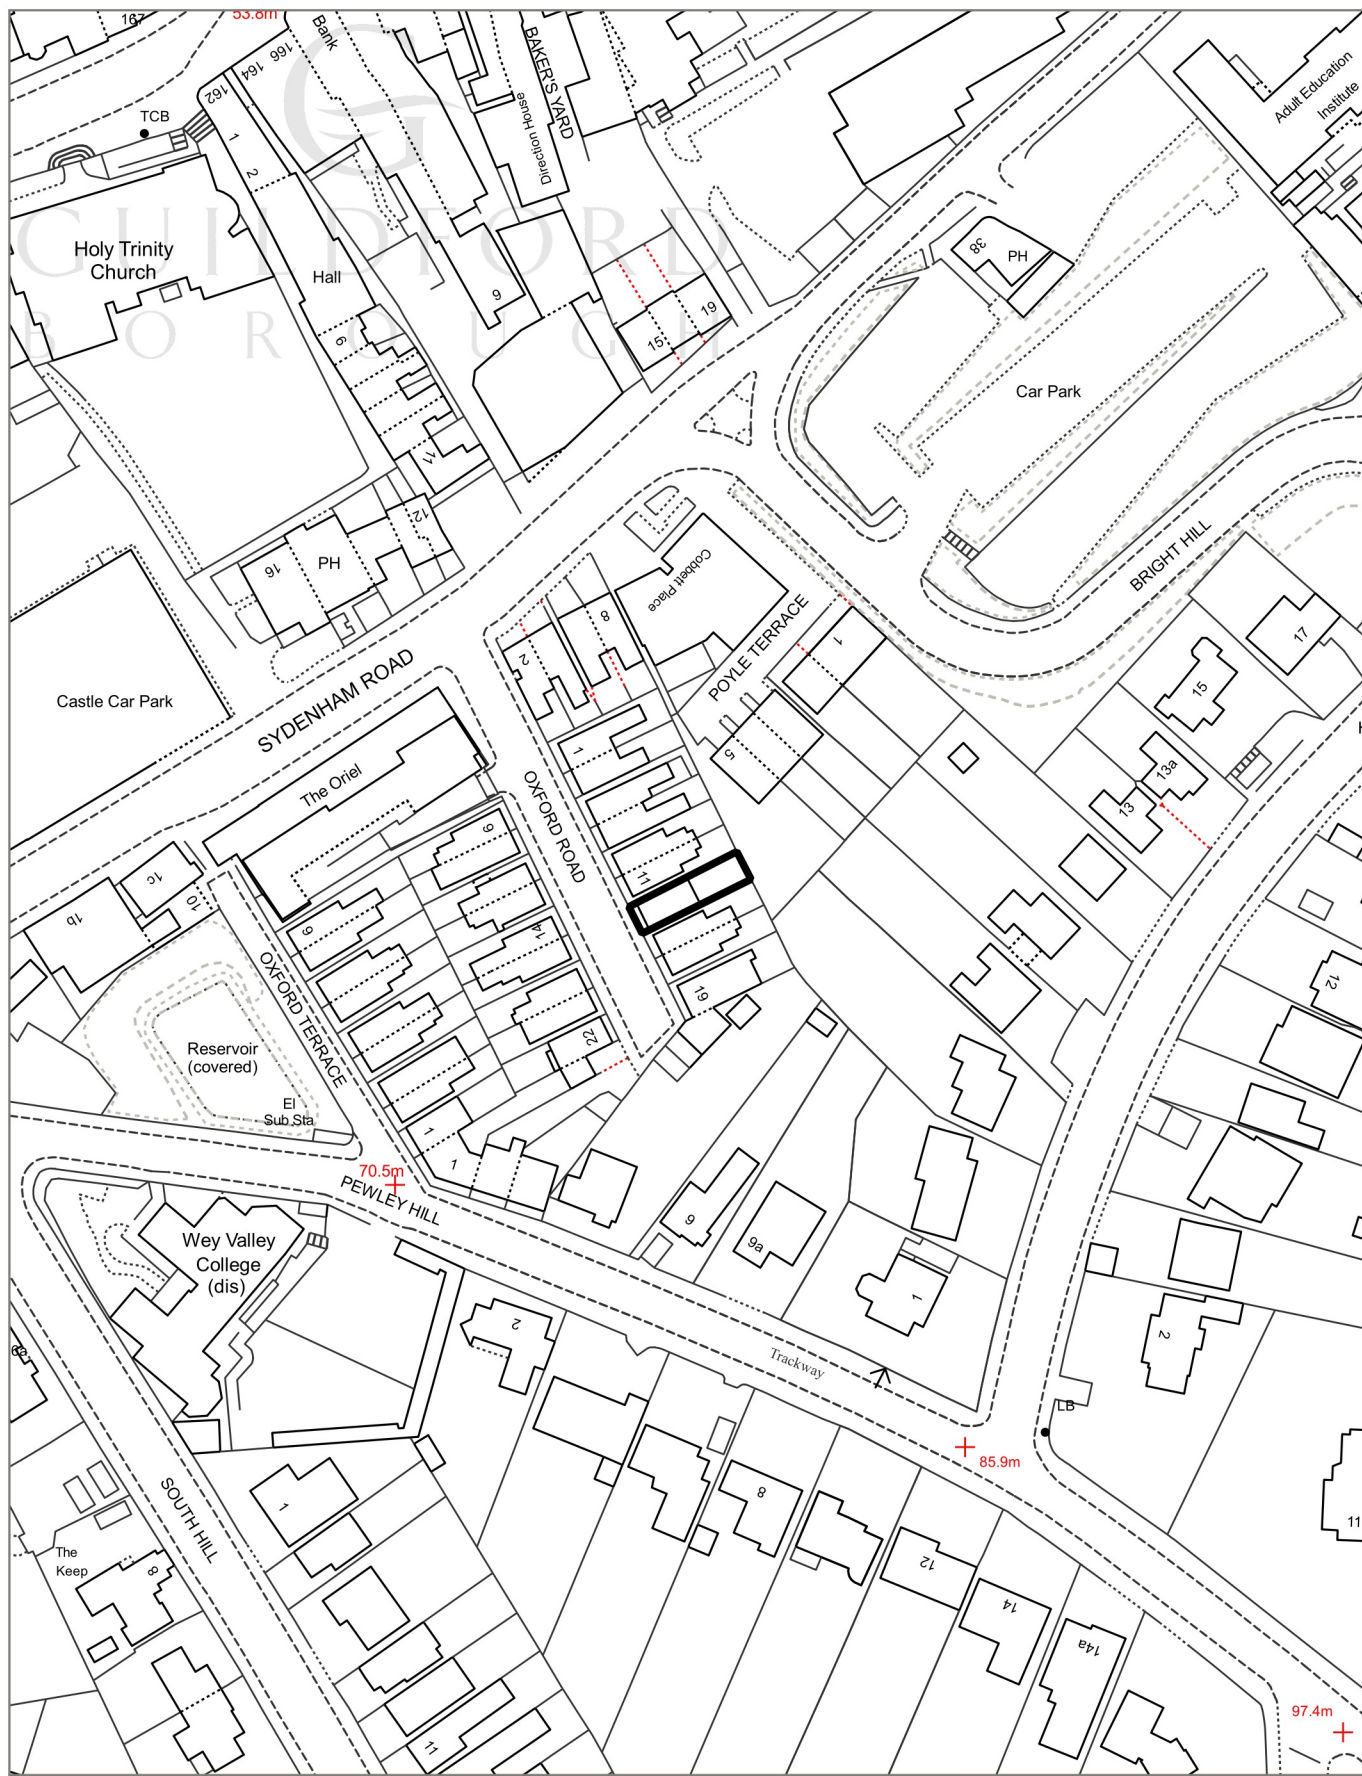 167
53.8m
166
164
162
Bank
BAKER'S YARD
Direction House
Adult Education
Institute
TCB
1
2
GUILDFORD
BOROUGH
Holy Trinity
Church
Hall
38
PH
9
6
15
19
Car Park
11
12
16
PH
Cobbett Place
BRIGHT HILL
17
8
2
POYLE TERRACE
1
15
Castle Car Park
SYDENHAM ROAD
5
1
13a
13
The Oriel
OXFORD ROAD
9
11
1c
1b
10
9
14
OXFORD TERRACE
19
12
22
Reservoir
(covered)
El
Sub Sta
1
1
70.5m
PEWLEY HILL
9
9a
Wey Valley
College
(dis)
1
2
2
6a
Trackway
LB
85.9m
SOUTH HILL
1
8
12
11
The
Keep
8
14
14a
97.4m
11